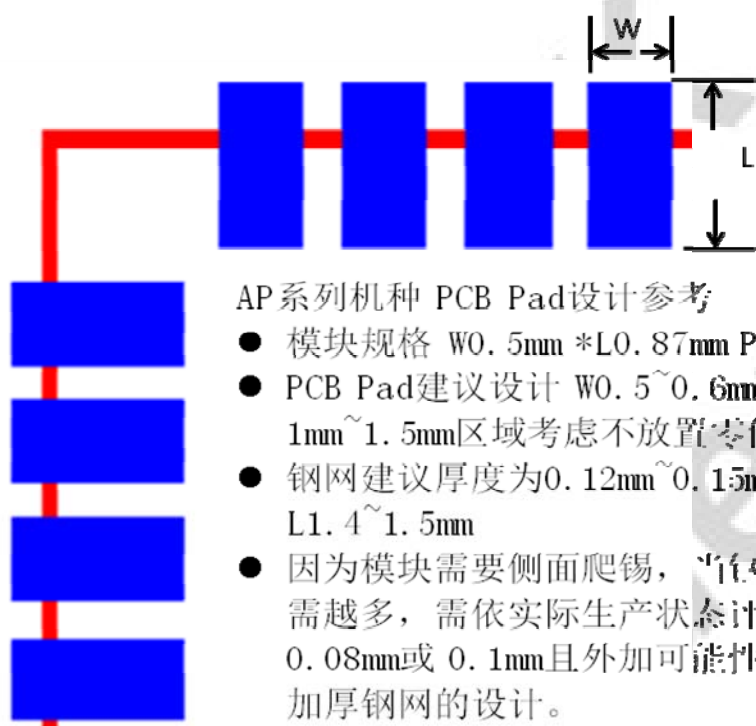 W
L
AP系列机种 PCB Pad设计参考
● 模块规格 W0.5mm *L0.87mm P
● PCB Pad建议设计 W0.5~0.6mm
1mm~1.5mm区域考虑不放置零
● 钢网建议厚度为0.12mm~0.15m
L1.4~1.5mm
● 因为模块需要侧面爬锡，
需越多，需依实际生产状态
0.08mm或 0.1mm且外加可能性
加厚钢网的设计。